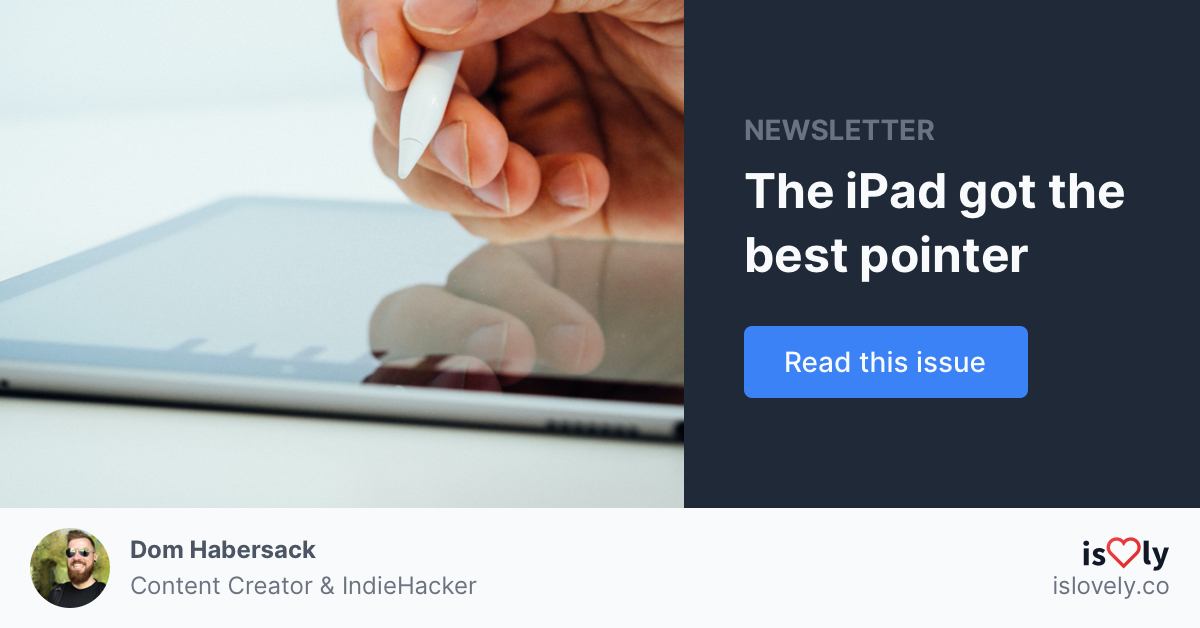 NEWSLETTER
The iPad got the
best pointer
Read this issue
Dom Habersack
Content Creator & IndieHacker
is♡ly
islovely.co